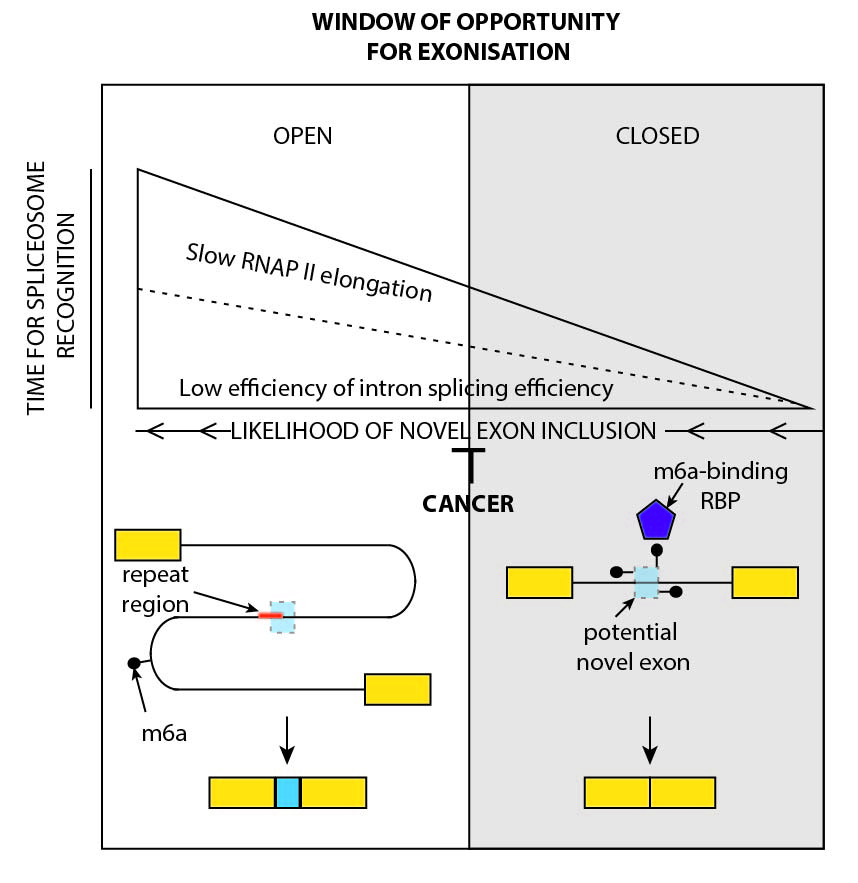 WINDOW OF OPPORTUNITY
FOR EXONISATION
OPEN
CLOSED
TIME FOR SPLICEOSOME
RECOGNITION
Slow RNAP II elongation
Low efficiency of intron splicing efficiency
LIKELIHOOD OF NOVEL EXON INCLUSION
CANCER
m6a-binding
RBP
repeat
region
potential
novel exon
m6a